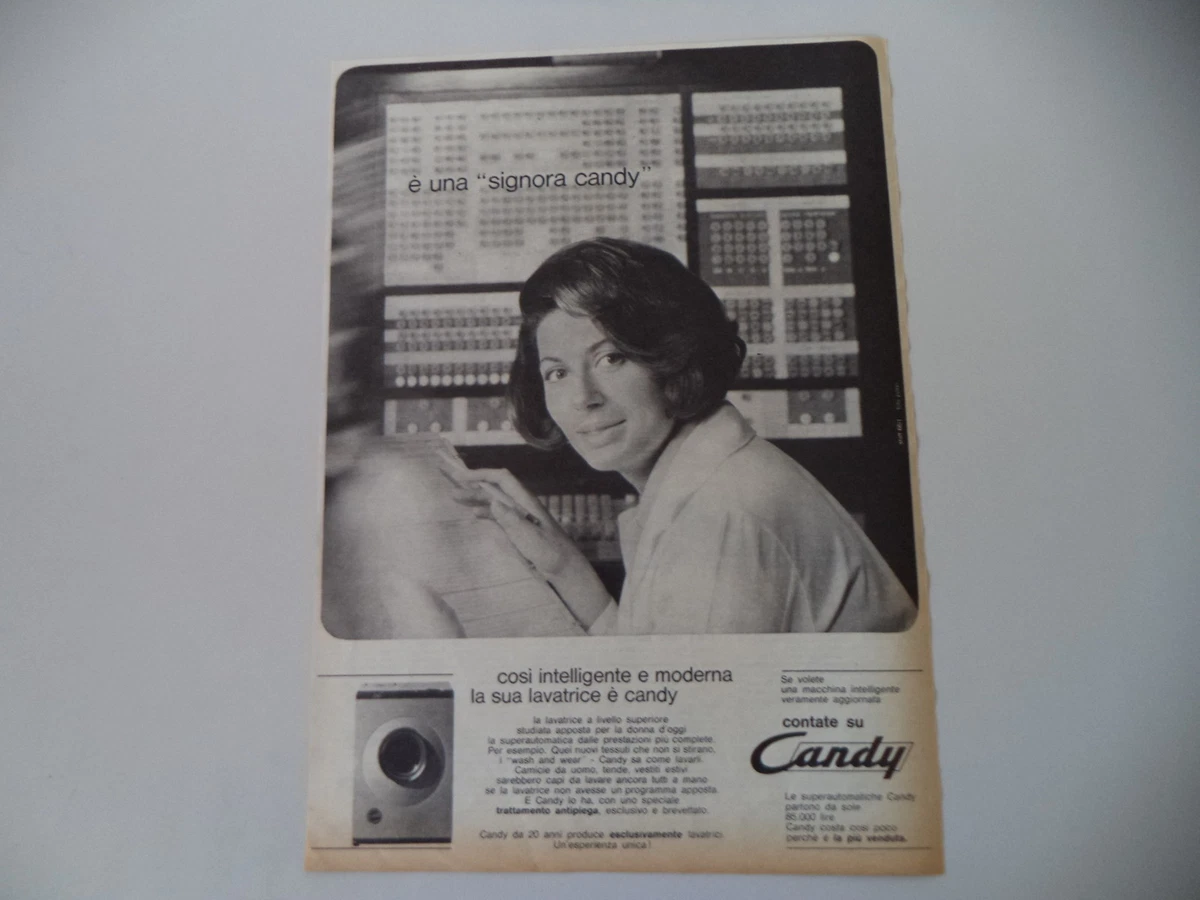 è una “signora candy”
così intelligente e moderna
la sua lavatrice è candy
la lavatrice a livello superiore
studiata apposta per la donna d'oggi
la superautomatica dalle prestazioni più complete.
Per esempio. Quei nuovi tessuti che non si stirano,
i "wash and wear" - Candy sa come lavarli.
Camicie da uomo, tende, vestiti estivi
sarebbero capi da lavare ancora tutti a mano
se la lavatrice non avesse un programma apposta.
E Candy lo ha, con uno speciale
trattamento antipiega, esclusivo e brevettato.
Candy da 20 anni produce esclusivamente lavatrici.
Un'esperienza unica!
Se volete
una macchina intelligente
veramente aggiornata
contate su
Candy
Le superautomatiche Candy
partono da sole
85.000 lire
Candy costa così poco
perché è la più venduta.